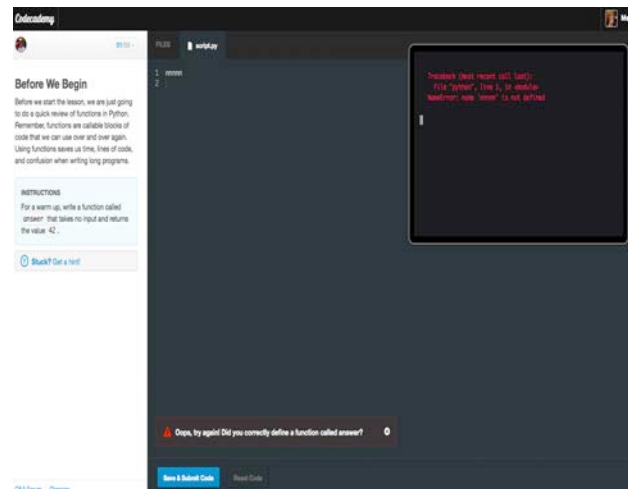 Codecademy
Me
FILES
script.py
Before We Begin
Before we start the lesson, we are just going
to do a quick review of functions in Python.
Remember, functions are callable blocks of
code that we can use over and over again.
Using functions saves us time, lines of code,
and confusion when writing long programs.
INSTRUCTIONS
For a warm up, write a function called
answer that takes no input and returns
the value 42 .
Stuck? Get a hint!
1 nnnnn
2
Traceback (most recent call last):
File "python", line 1, in <module>
NameError: name 'nnnnn' is not defined
Oops, try again! Did you correctly define a function called answer?
Save & Submit Code
Reset Code